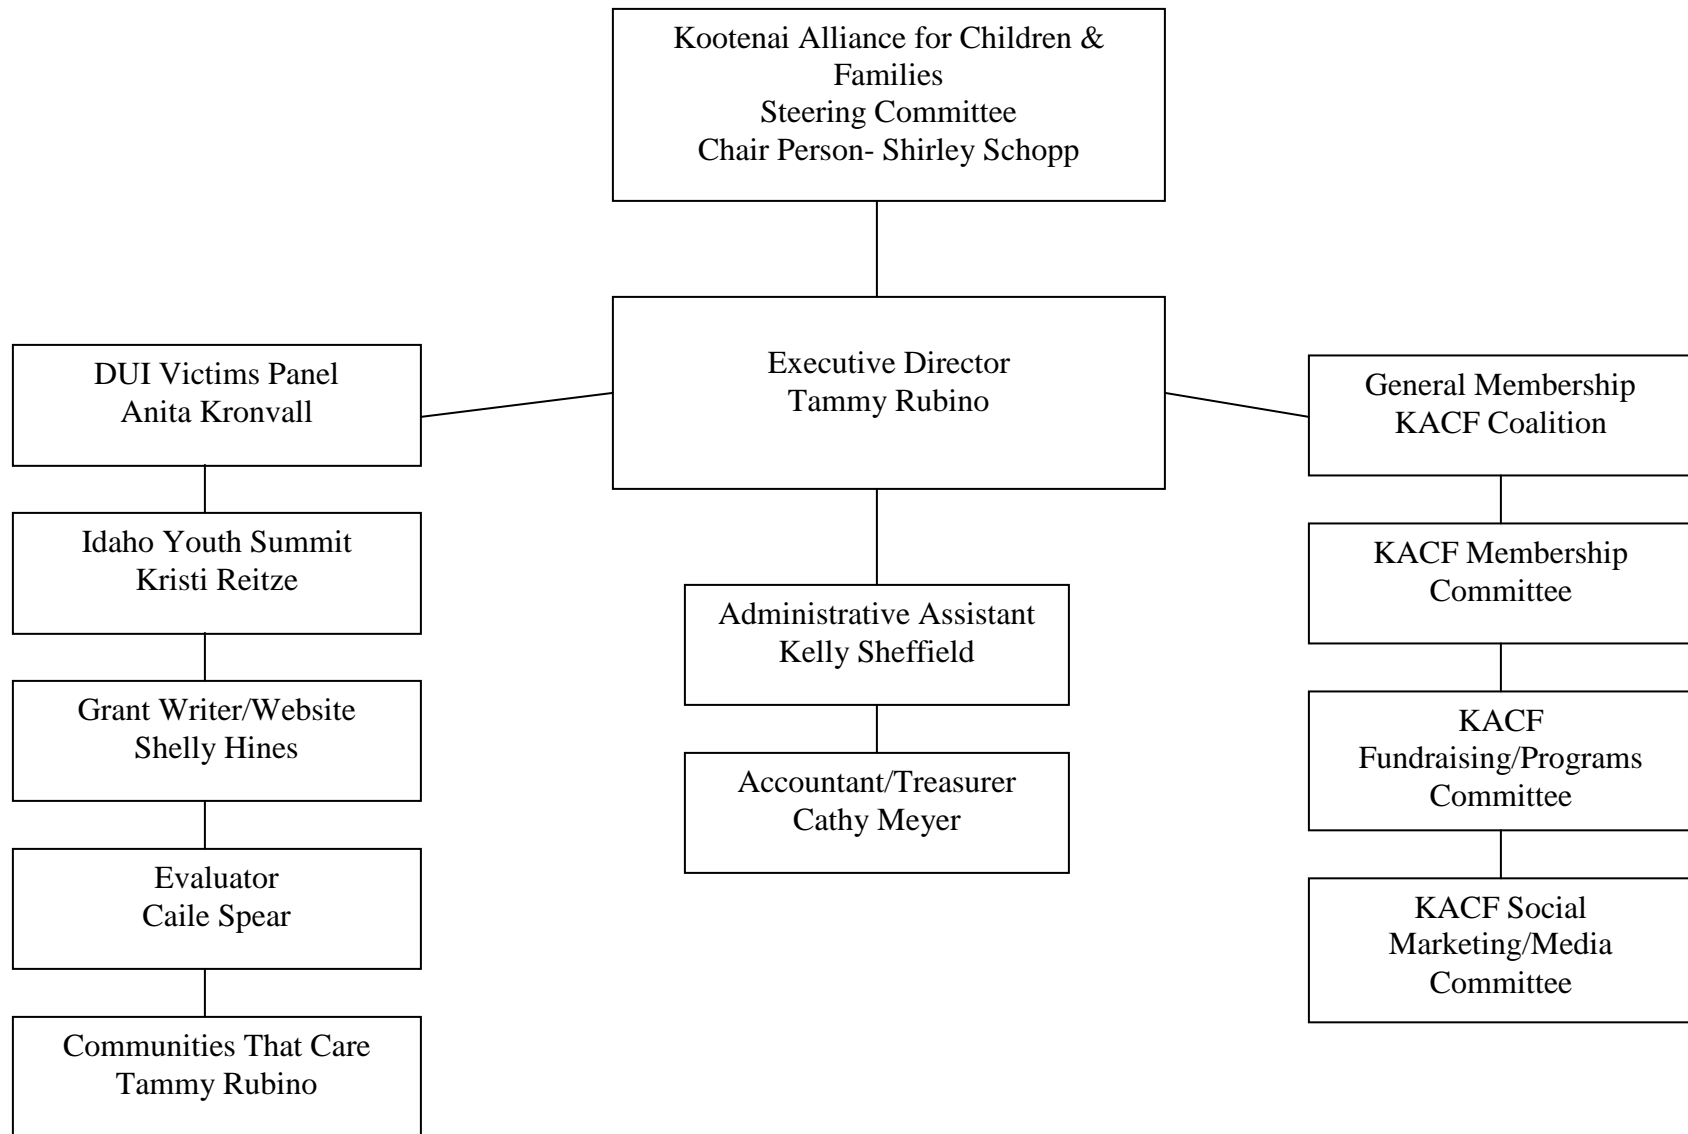 Kootenai Alliance for Children &
Families
Steering Committee
Chair Person- Shirley Schopp
Executive Director
Tammy Rubino
DUI Victims Panel
Anita Kronvall
Idaho Youth Summit
Kristi Reitze
Grant Writer/Website
Shelly Hines
Evaluator
Caile Spear
Communities That Care
Tammy Rubino
Administrative Assistant
Kelly Sheffield
Accountant/Treasurer
Cathy Meyer
General Membership
KACF Coalition
KACF Membership
Committee
KACF
Fundraising/Programs
Committee
KACF Social
Marketing/Media
Committee